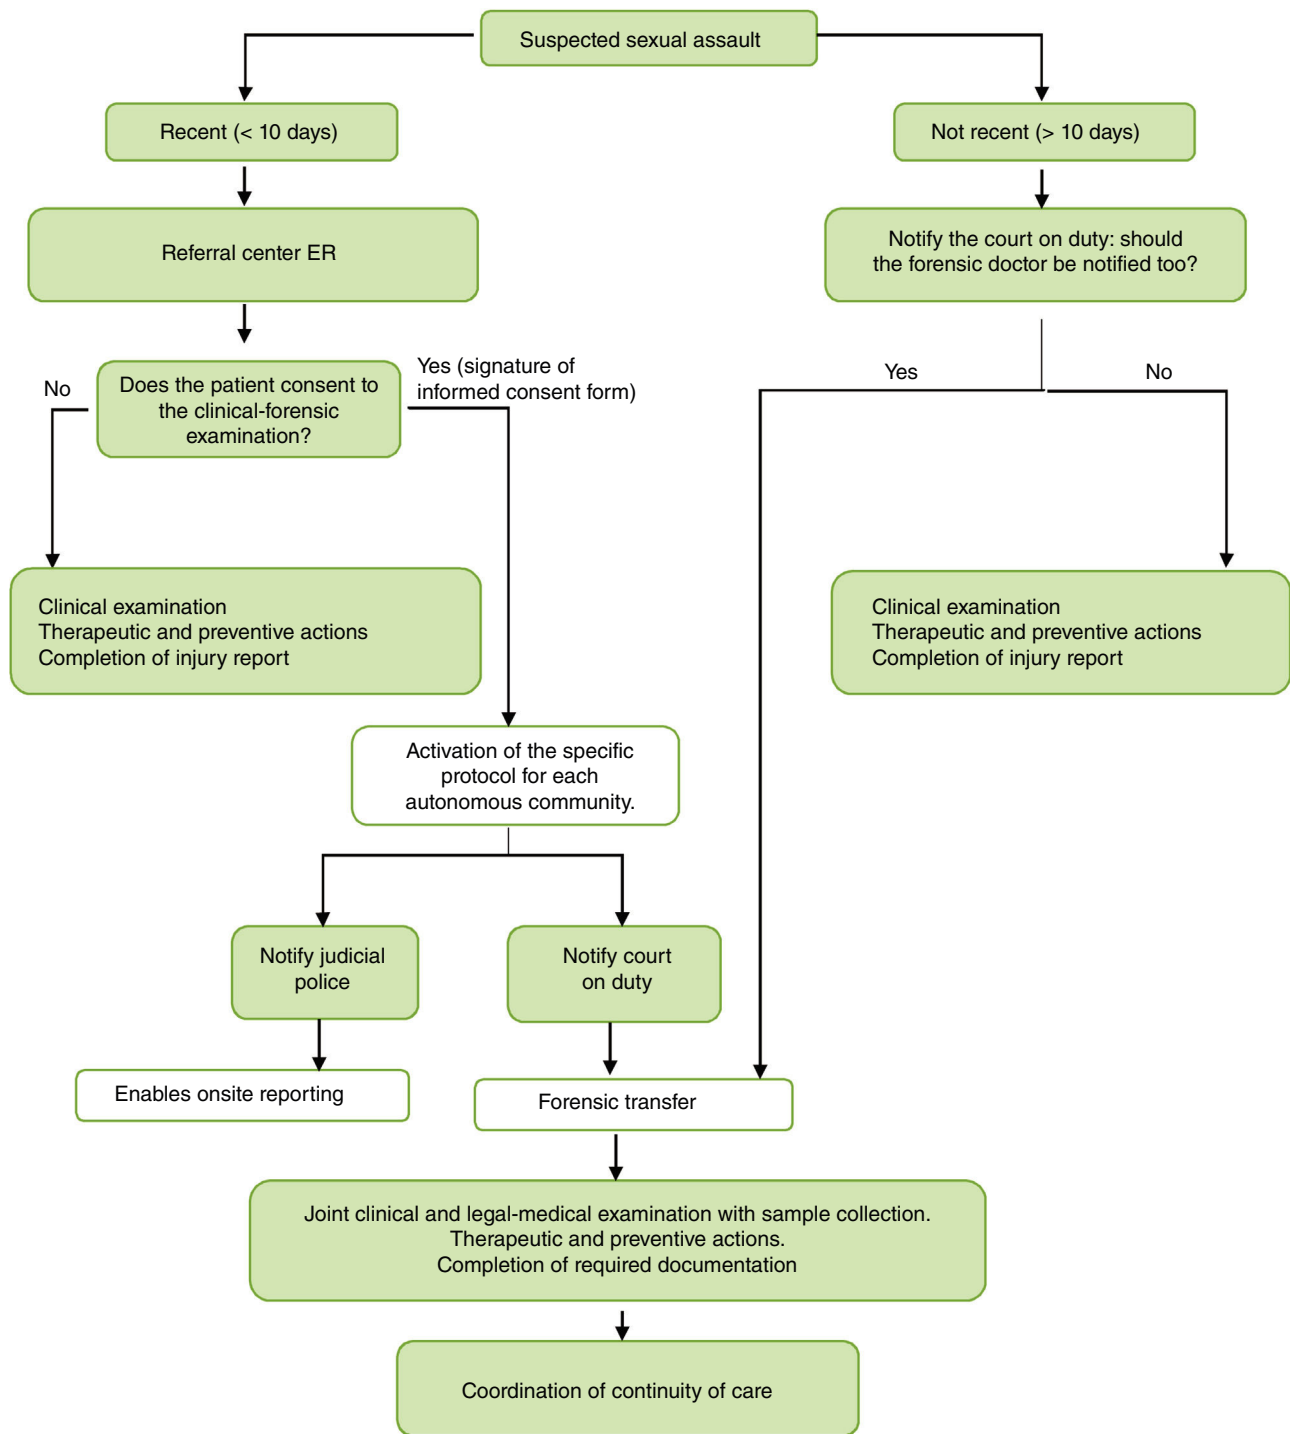 Suspected sexual assault
Recent (< 10 days)
Not recent (> 10 days)
Referral center ER
Notify the court on duty: should
the forensic doctor be notified too?
No
Does the patient consent to
the clinical-forensic
examination?
Yes (signature of
informed consent form)
Yes
No
Clinical examination
Therapeutic and preventive actions
Completion of injury report
Clinical examination
Therapeutic and preventive actions
Completion of injury report
Activation of the specific
protocol for each
autonomous community.
Notify judicial
police
Notify court
on duty
Enables onsite reporting
Forensic transfer
Joint clinical and legal-medical examination with sample collection.
Therapeutic and preventive actions.
Completion of required documentation
Coordination of continuity of care